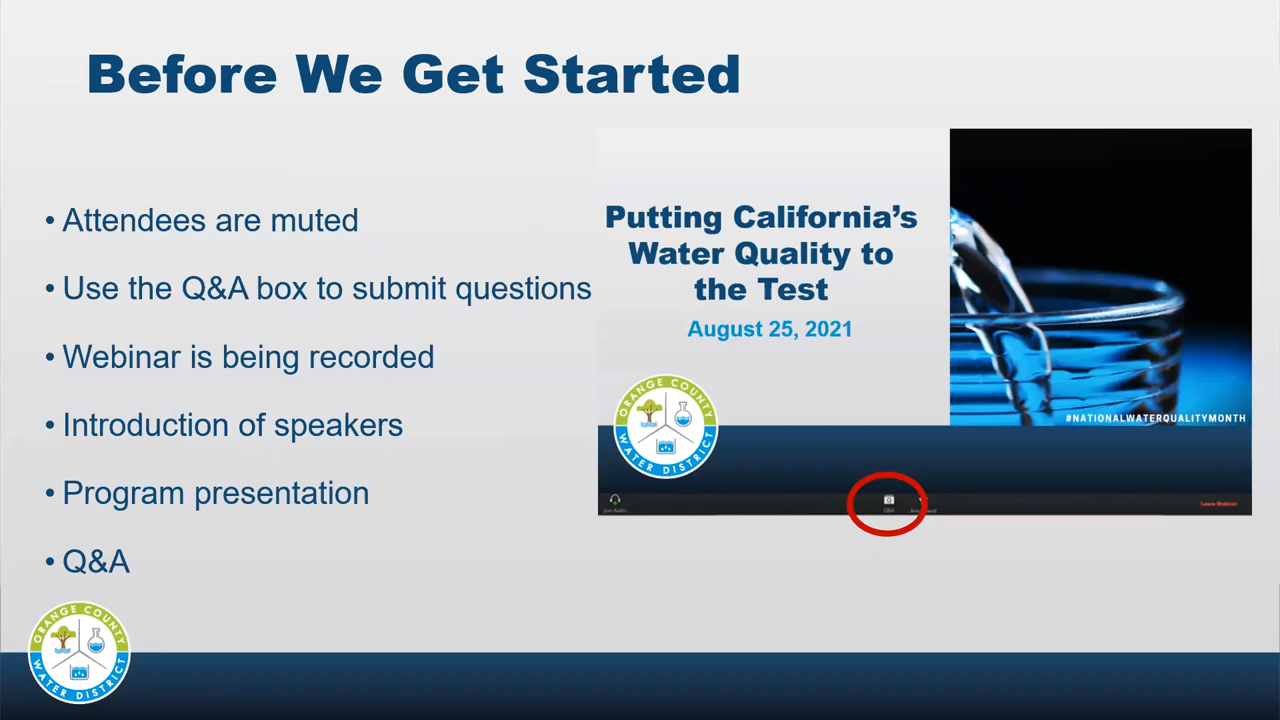 Before We Get Started
• Attendees are muted
• Use the Q&A box to submit questions
• Webinar is being recorded
• Introduction of speakers
• Program presentation
• Q&A
Putting California's
Water Quality to
the Test
August 25, 2021
#NATIONALWATERQUALITYMONTH
ORANGE COUNTY
WATER DISTRICT
Q&A
Leave Webinar
ORANGE COUNTY
WATER DISTRICT